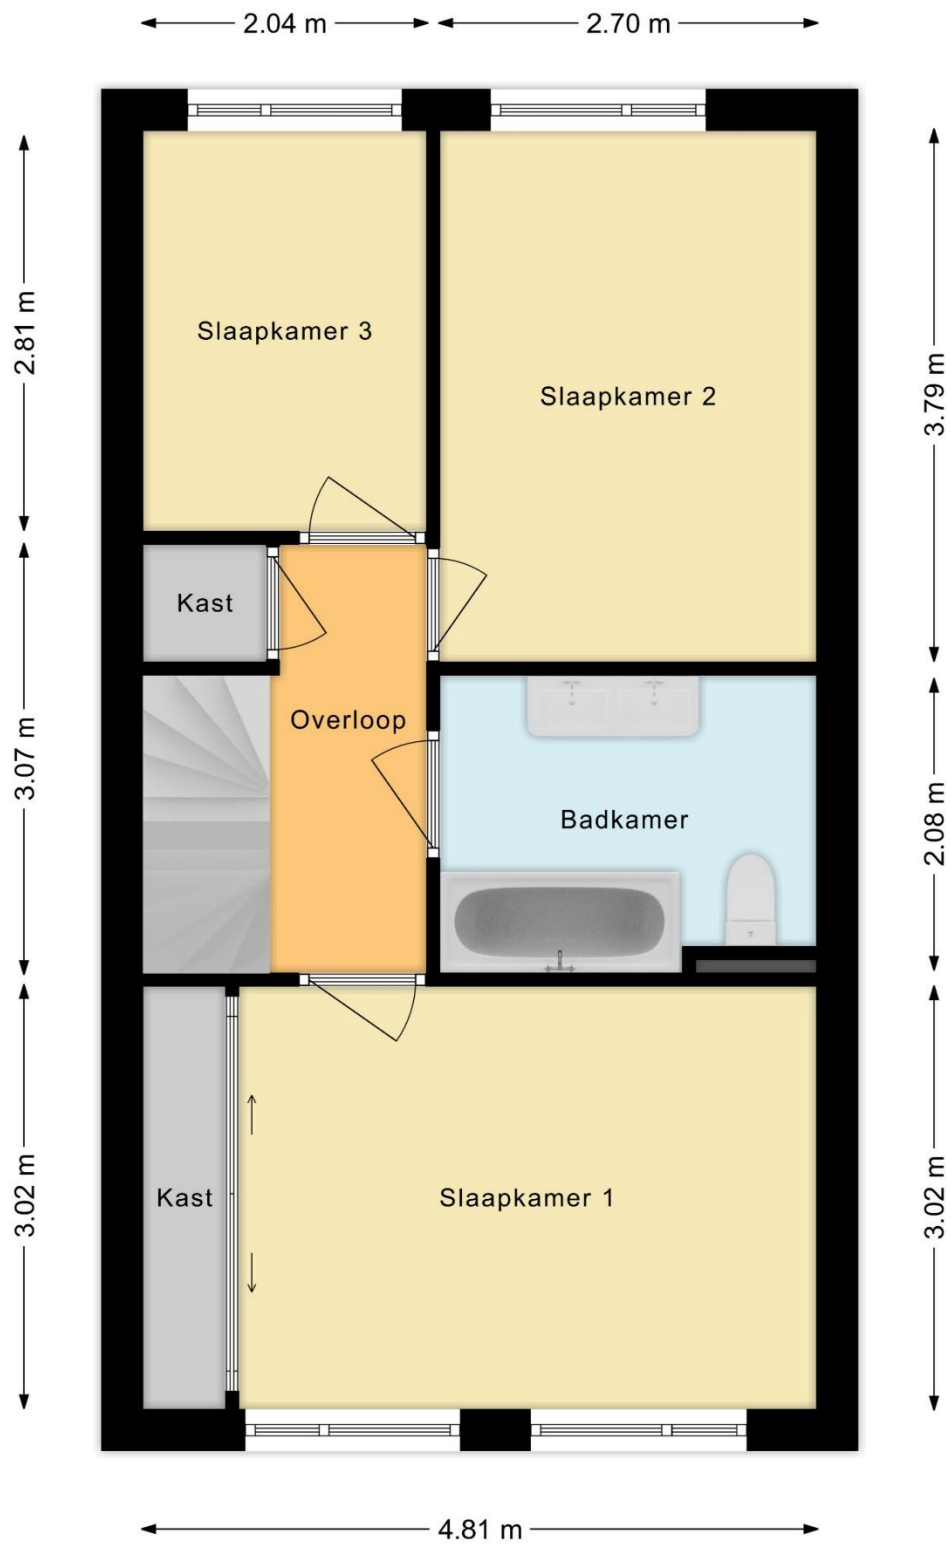 2.04 m
2.70 m
2.81 m
3.79 m
Slaapkamer 3
Slaapkamer 2
Kast
Overloop
3.07 m
2.08 m
Badkamer
3.02 m
3.02 m
Kast
Slaapkamer 1
4.81 m